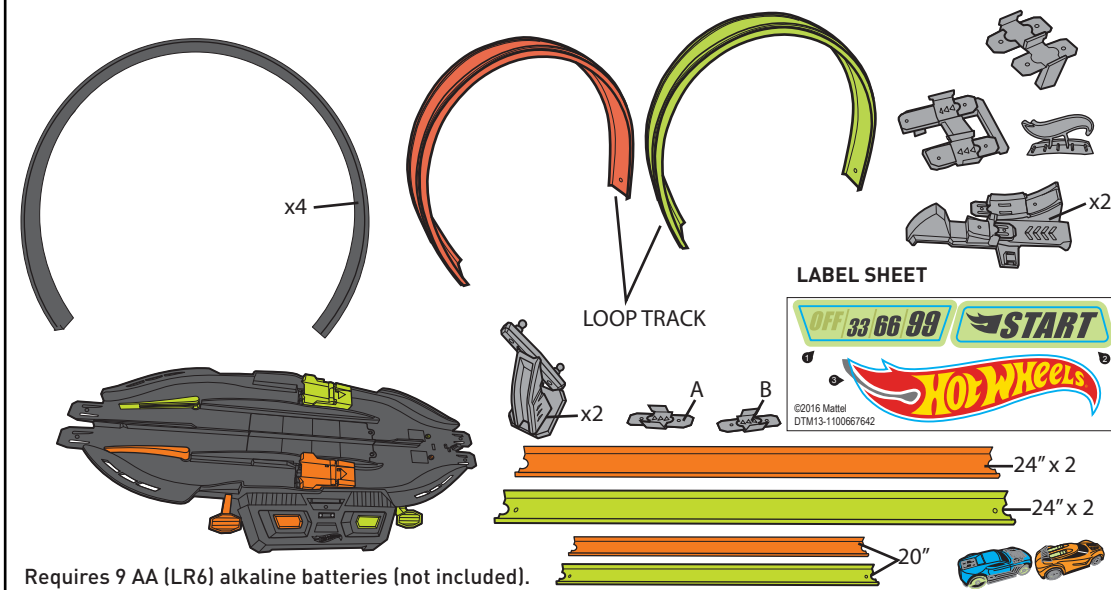 x4
LOOP TRACK
x2
LABEL SHEET
OFF 33 66 99
START
1
2
3
HOT WHEELS
©2016 Mattel
DTM13-1100667642
x2
A
B
24” x 2
24” x 2
20”
Requires 9 AA (LR6) alkaline batteries (not included).